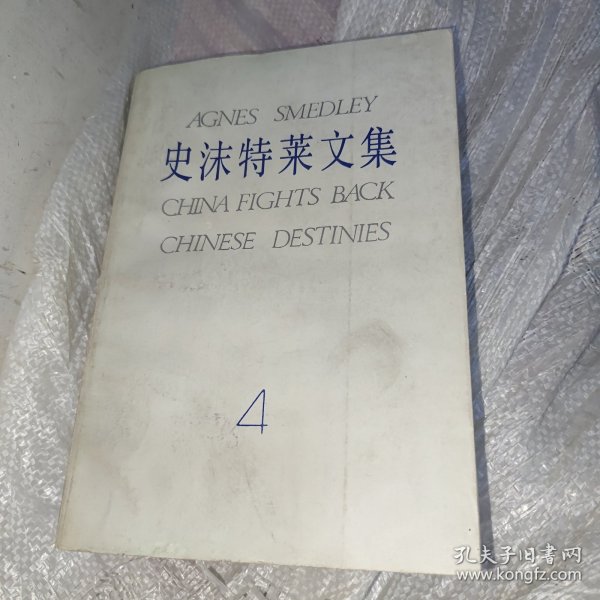 AGNES SMEDLEY
史沫特莱文集
CHINA FIGHTS BACK
CHINESE DESTINIES
4
孔夫子旧书网
www.kongfz.com